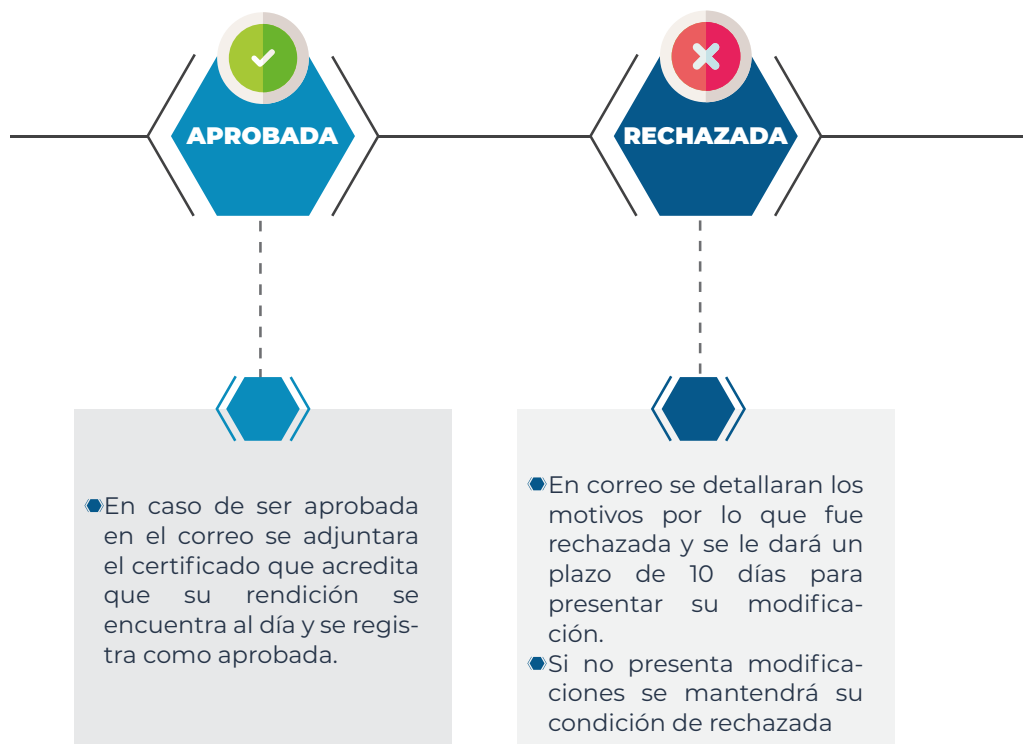 APROBADA
RECHAZADA
En caso de ser aprobada
en el correo se adjuntara
el certificado que acredita
que su rendición se
encuentra al día y se regis-
tra como aprobada.
En correo se detallaran los
motivos por lo que fue
rechazada y se le dará un
plazo de 10 días para
presentar su modifica-
ción.
Si no presenta modifica-
ciones se mantendrá su
condición de rechazada